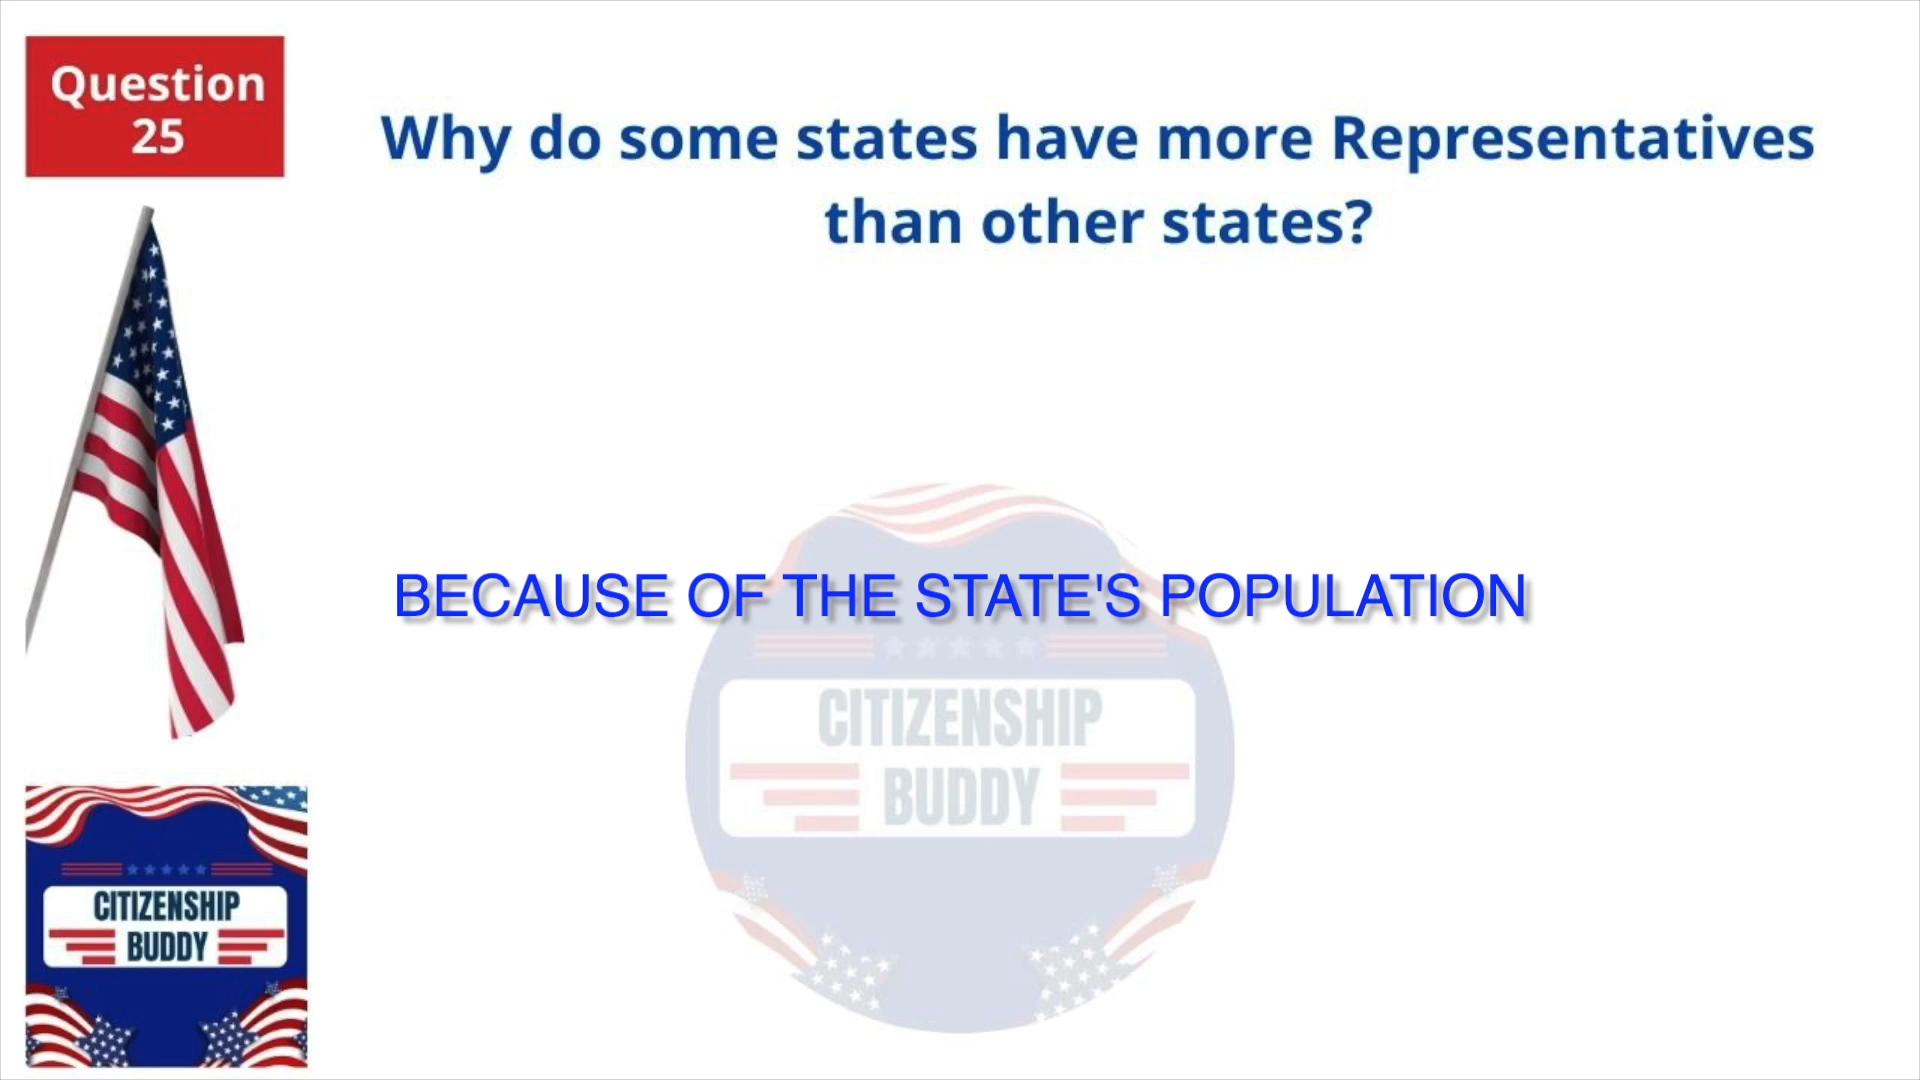 Question
25
Why do some states have more Representatives
than other states?
BECAUSE OF THE STATE'S POPULATION
CITIZENSHIP
BUDDY
CITIZENSHIP
BUDDY